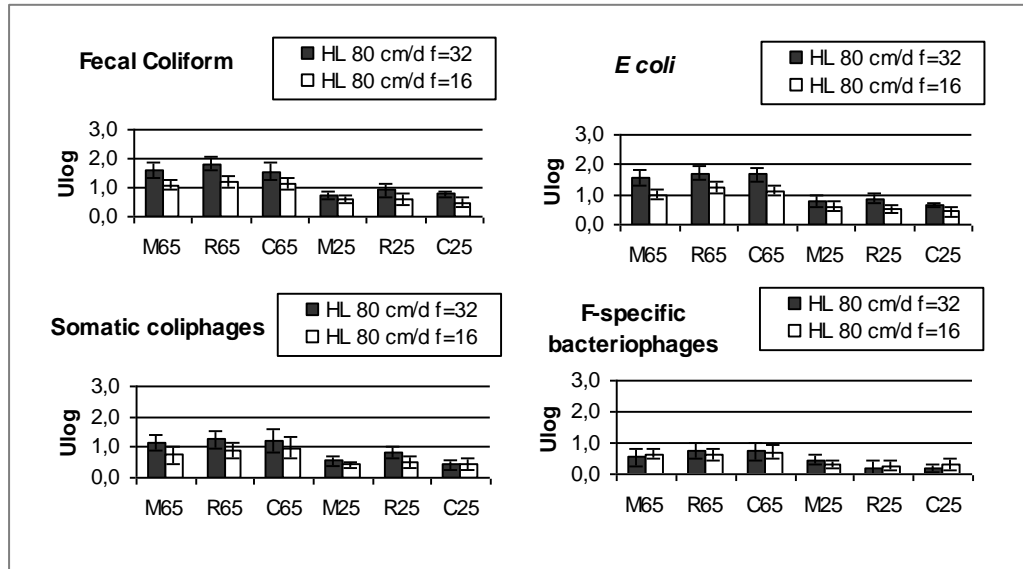 Fecal Coliform
HL 80 cm/d f=32
HL 80 cm/d f=16
Ulog
3,0
2,0
1,0
0,0
M65 R65 C65 M25 R25 C25
E coli
HL 80 cm/d f=32
HL 80 cm/d f=16
Ulog
3,0
2,0
1,0
0,0
M65 R65 C65 M25 R25 C25
Somatic coliphages
HL 80 cm/d f=32
HL 80 cm/d f=16
Ulog
3,0
2,0
1,0
0,0
M65 R65 C65 M25 R25 C25
F-specific
bacteriophages
HL 80 cm/d f=32
HL 80 cm/d f=16
Ulog
3,0
2,0
1,0
0,0
M65 R65 C65 M25 R25 C25